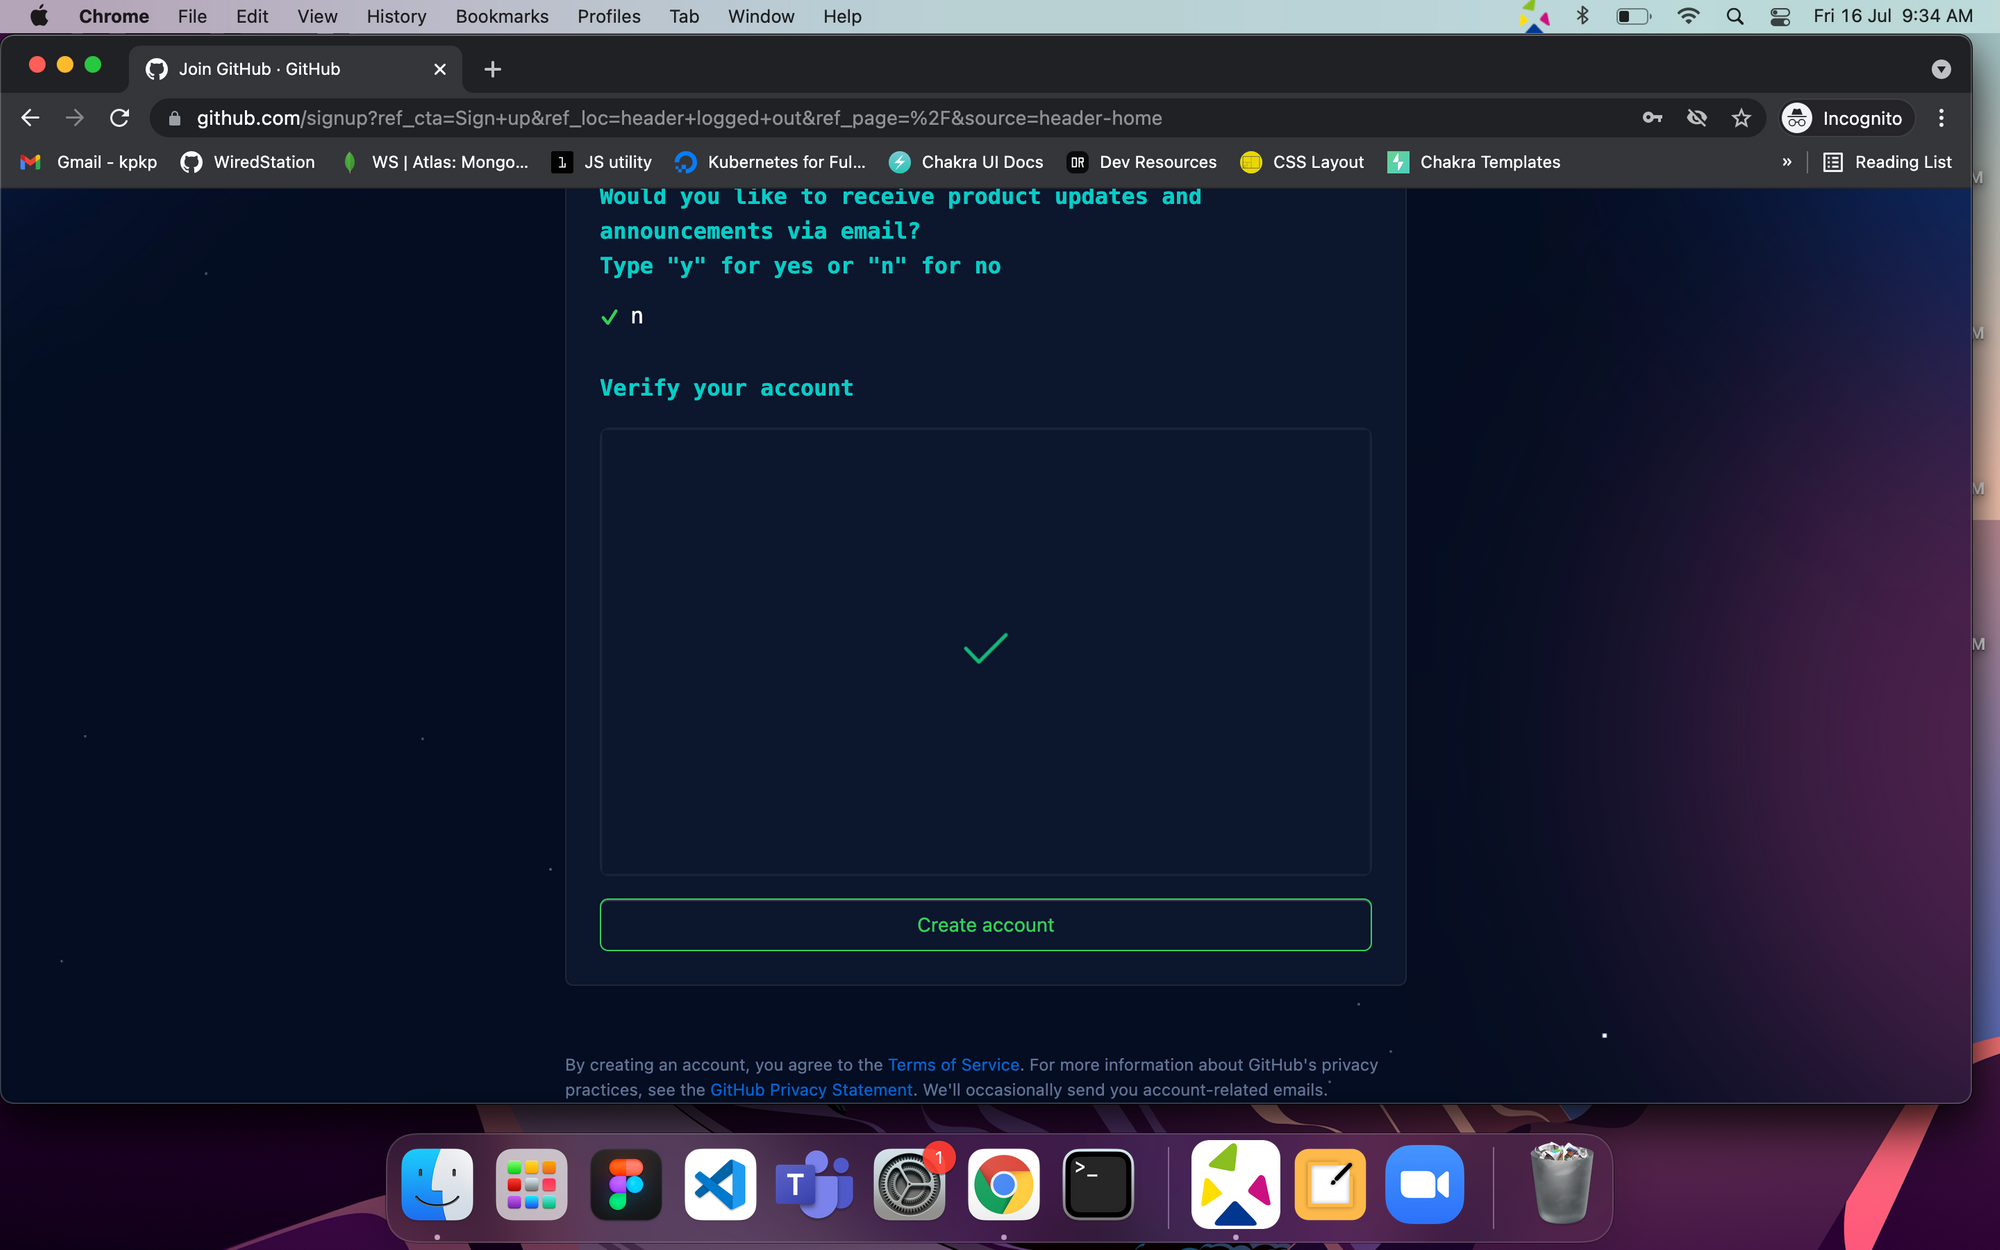 Chrome File Edit View History Bookmarks Profiles Tab Window Help Fri 16 Jul 9:34 AM
Join GitHub · GitHub
github.com/signup?ref_cta=Sign+up&ref_loc=header+logged+out&ref_page=%2F&source=header-home Incognito
Gmail - kpkp WiredStation WS | Atlas: Mongo... JS utility Kubernetes for Ful... Chakra UI Docs DR Dev Resources CSS Layout Chakra Templates » Reading List
Would you like to receive product updates and
announcements via email?
Type "y" for yes or "n" for no
n
Verify your account
Create account
By creating an account, you agree to the Terms of Service. For more information about GitHub's privacy
practices, see the GitHub Privacy Statement. We'll occasionally send you account-related emails.
M
M
M
M
T
1
>_